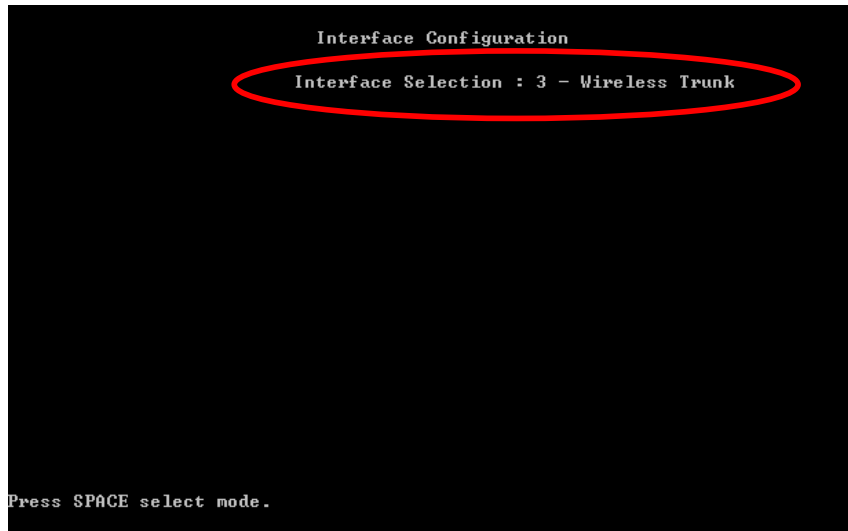 Interface Configuration
Interface Selection : 3 - Wireless Trunk
Press SPACE select mode.